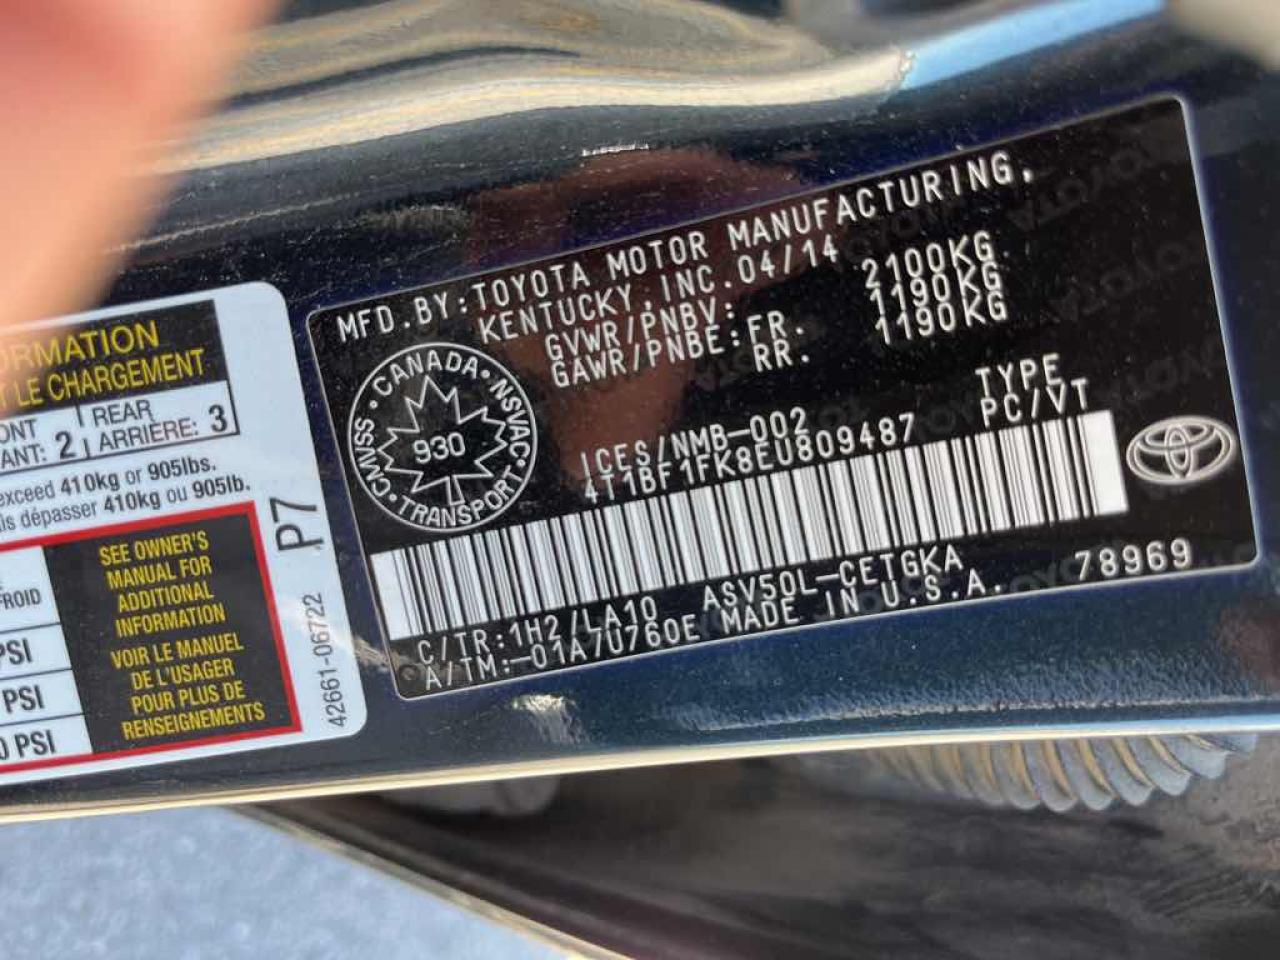 MFD.BY:TOYOTA MOTOR MANUFACTURING,
KENTUCKY,INC.04/14
GVWR/PNBV: 2100KG
GAWR/PNBE:FR. 1190KG
RR. 1190KG
CMVSS • CANADA • NSVAC • TRANSPORT
930
ICES/NMB-002
TYPE
4T1BF1FK8EU809487
PC/VT
C/TR:1H2/LA10 ASV50L-CETGKA
A/TM:-01A7U760E MADE IN U.S.A. 78969
RMATION
LE CHARGEMENT
REAR
2 ARRIÈRE: 3
exceed 410kg or 905lbs.
dépasser 410kg ou 905lb.
SEE OWNER'S
MANUAL FOR
ADDITIONAL
INFORMATION
VOIR LE MANUEL
DE L'USAGER
POUR PLUS DE
RENSEIGNEMENTS
FROID
PSI
PSI
0 PSI
P7
42661-06722